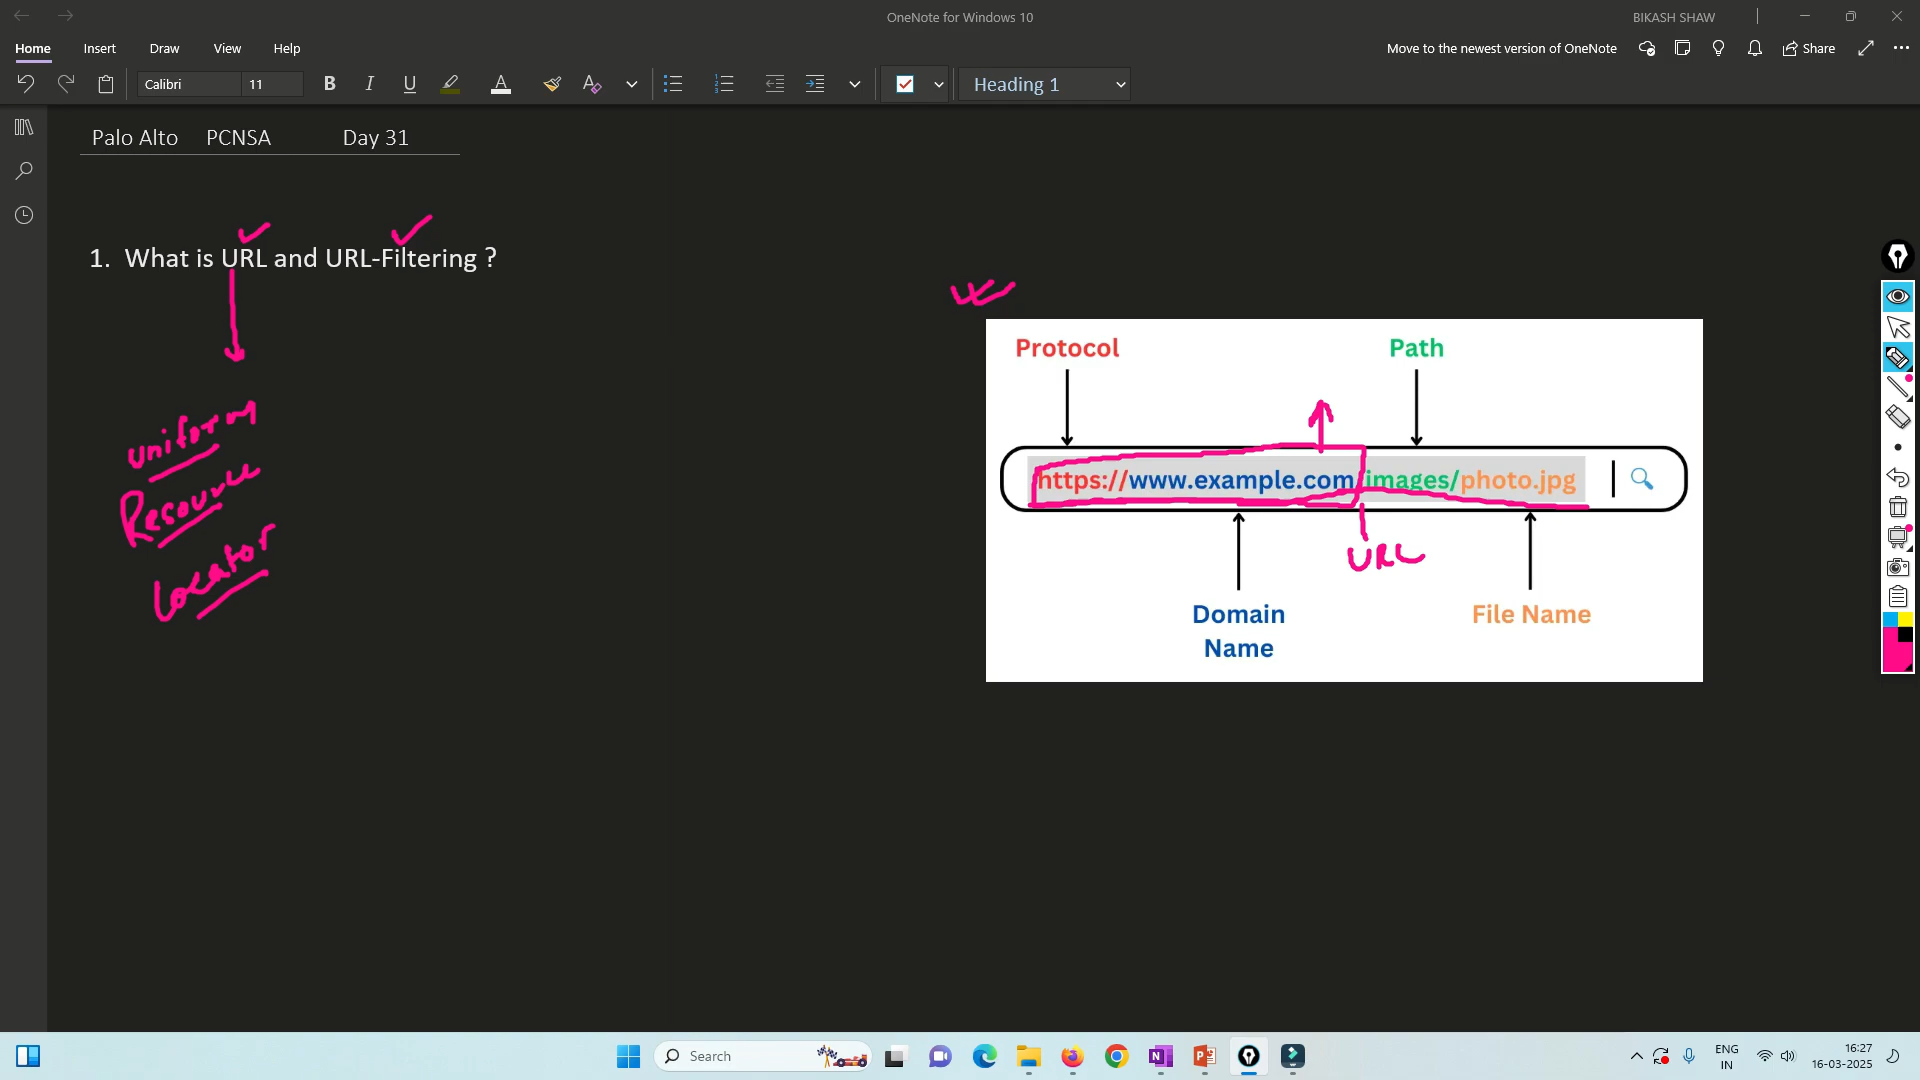 OneNote for Windows 10
BIKASH SHAW
Home Insert Draw View Help
Move to the newest version of OneNote
Share
Calibri 11 B I U A A Heading 1
Palo Alto PCNSA Day 31
1. What is URL and URL-Filtering ?
uniform
Resource
Locator
Protocol Path
https://www.example.com/images/photo.jpg
URL
Domain
Name
File Name
Search
ENG
IN
16:27
16-03-2025